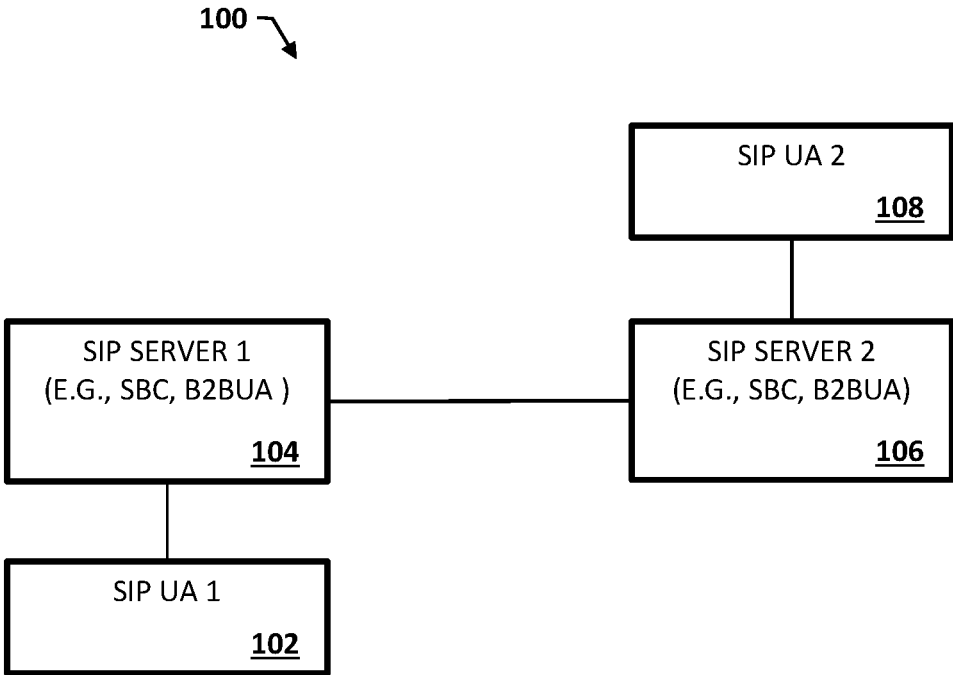 100
SIP UA 2
108
SIP SERVER 1
(E.G., SBC, B2BUA )
104
SIP SERVER 2
(E.G., SBC, B2BUA)
106
SIP UA 1
102